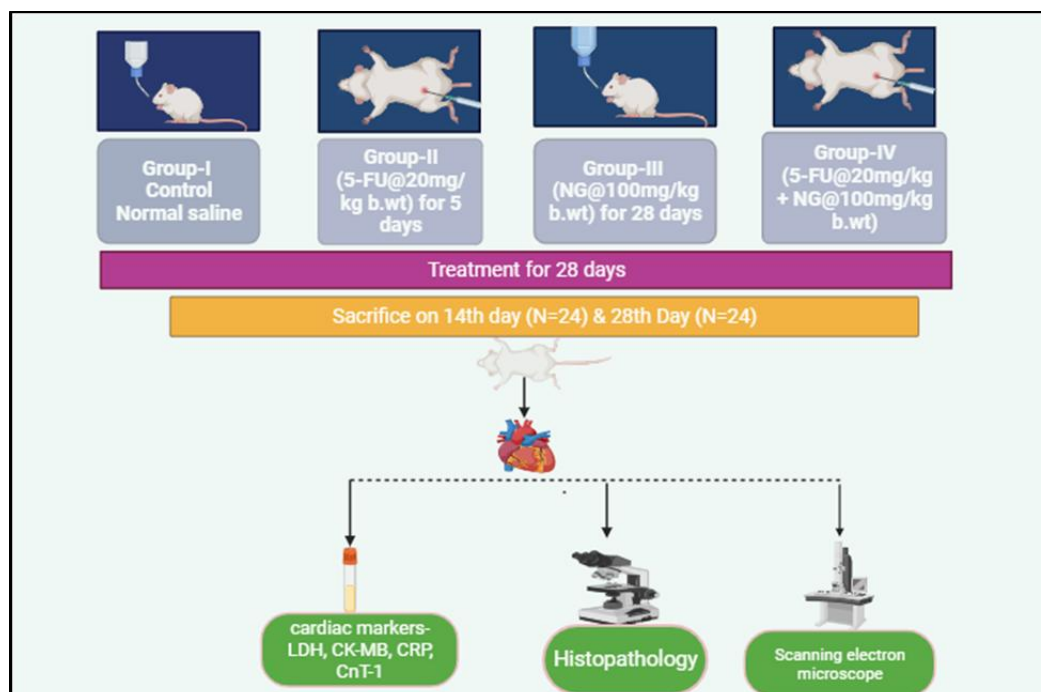 Group-I
Control
Normal saline
Group-II
(5-FU@20mg/
kg b.wt) for 5
days
Group-III
(NG@100mg/kg
b.wt) for 28 days
Group-IV
(5-FU@20mg/kg
+ NG@100mg/kg
b.wt)
Treatment for 28 days
Sacrifice on 14th day (N=24) & 28th Day (N=24)
cardiac markers-
LDH, CK-MB, CRP,
CnT-1
Histopathology
Scanning electron
microscope